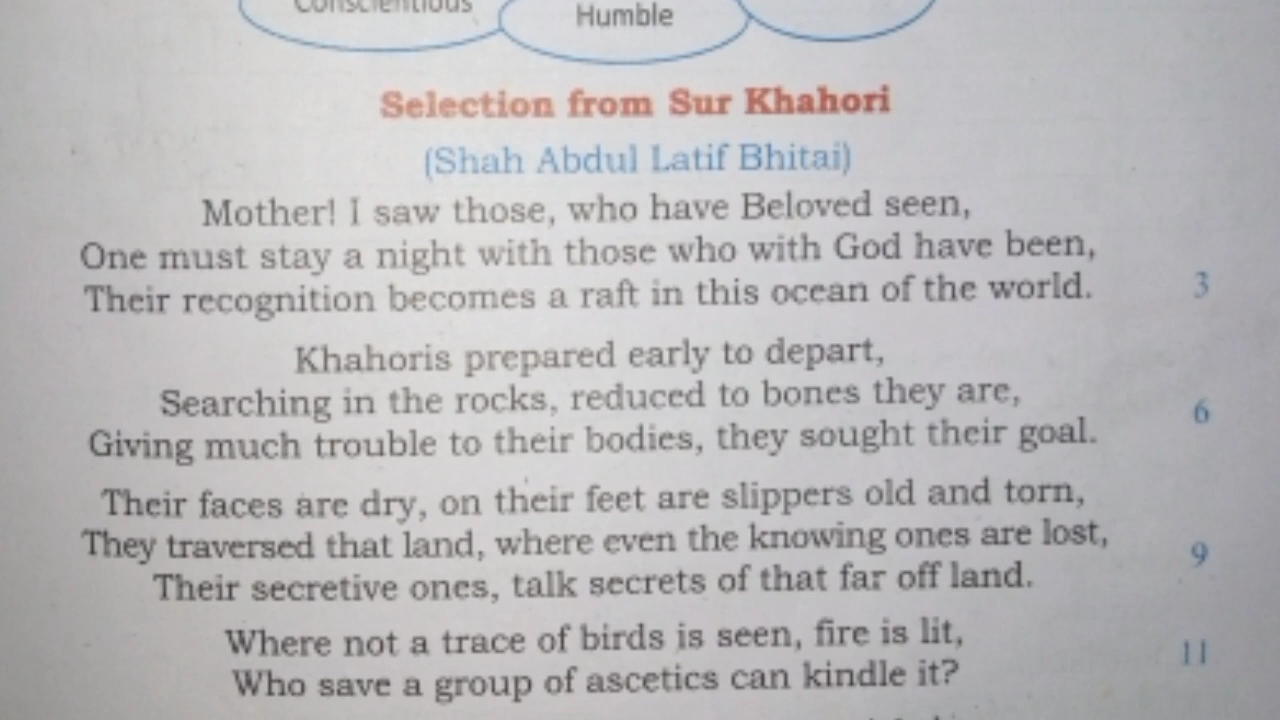 Conscientious
Humble
Selection from Sur Khahori
(Shah Abdul Latif Bhitai)
Mother! I saw those, who have Beloved seen,
One must stay a night with those who with God have been,
Their recognition becomes a raft in this ocean of the world. 3
Khahoris prepared early to depart,
Searching in the rocks, reduced to bones they are, 6
Giving much trouble to their bodies, they sought their goal.
Their faces are dry, on their feet are slippers old and torn,
They traversed that land, where even the knowing ones are lost, 9
Their secretive ones, talk secrets of that far off land.
Where not a trace of birds is seen, fire is lit, 11
Who save a group of ascetics can kindle it?